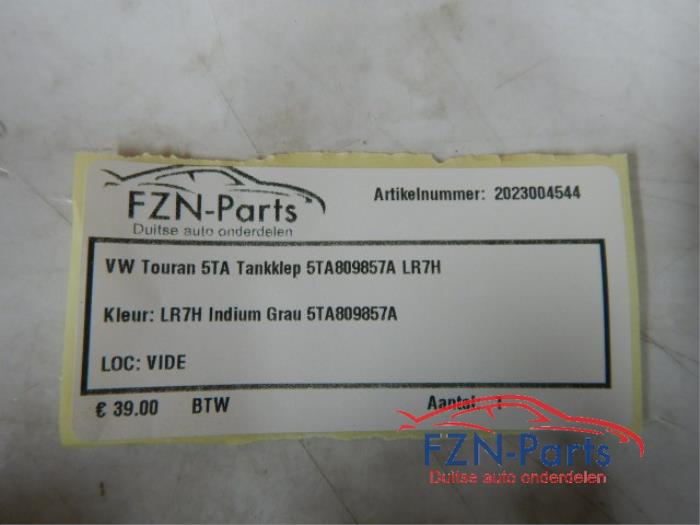 FZN-Parts
Duitse auto onderdelen
Artikelnummer: 2023004544
VW Touran 5TA Tankklep 5TA809857A LR7H
Kleur: LR7H Indium Grau 5TA809857A
LOC: VIDE
€ 39.00 BTW Aantal: 1
FZN-Parts
Duitse auto onderdelen